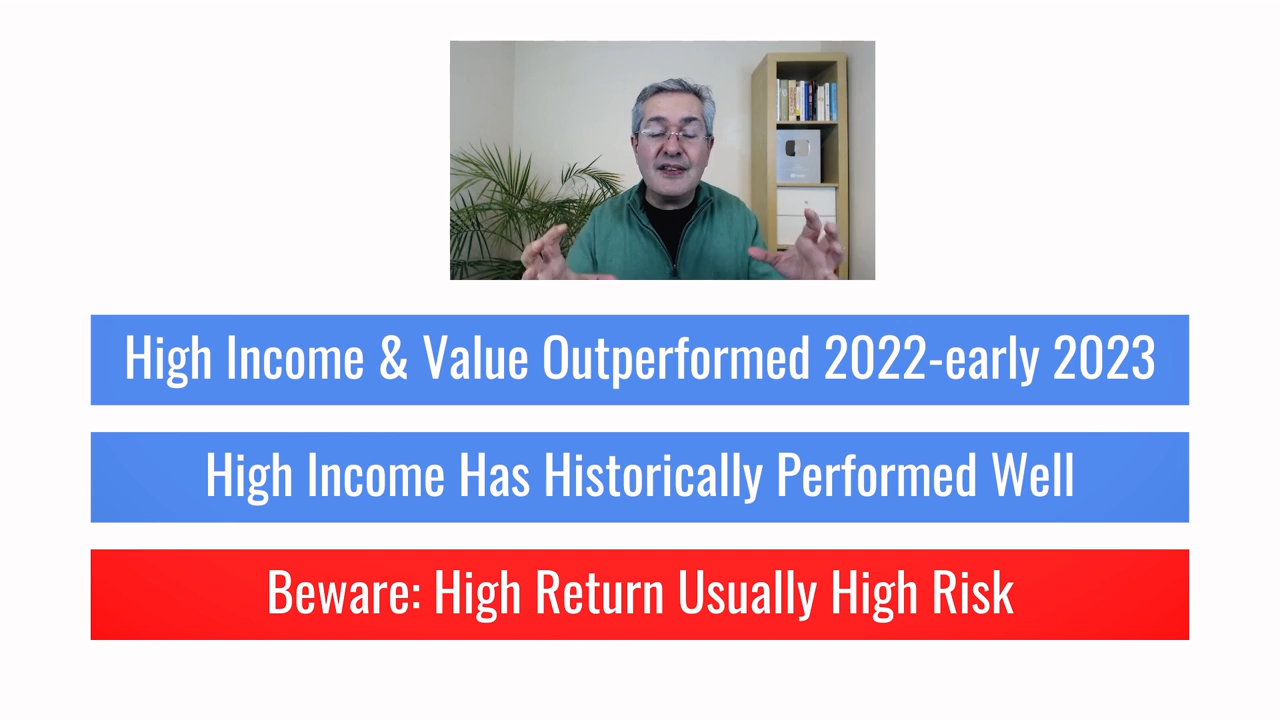 High Income & Value Outperformed 2022-early 2023
High Income Has Historically Performed Well
Beware: High Return Usually High Risk